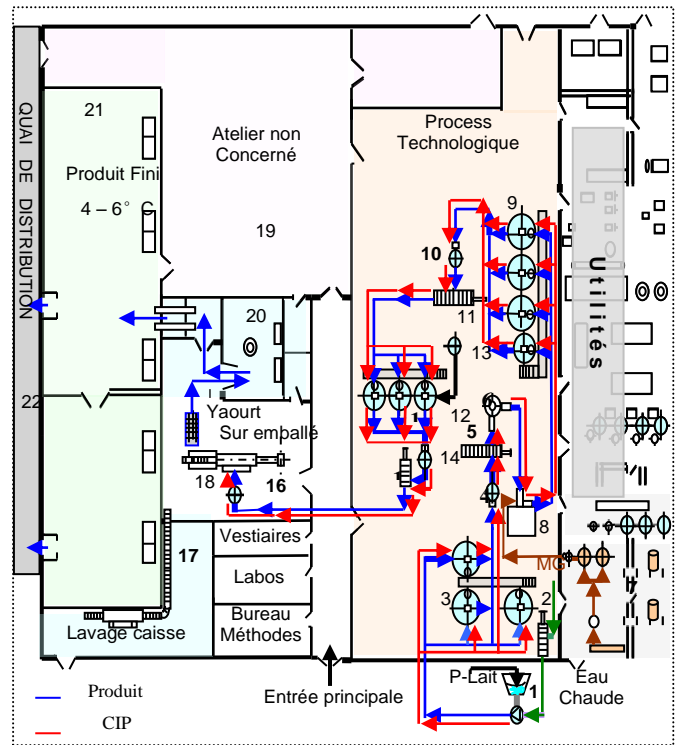 QUAI DE DISTRIBUTION
21
Produit Fini
4 – 6° C
Atelier non
Concerné
19
Process
Technologique
9
10
11
13
Utilités
20
22
Yaourt
Sur emballé
16
18
12
5
14
4
8
MG
17
Vestiaires
Labos
Bureau
Méthodes
Lavage caisse
3
2
P-Lait
1
Eau
Chaude
Entrée principale
Produit
CIP